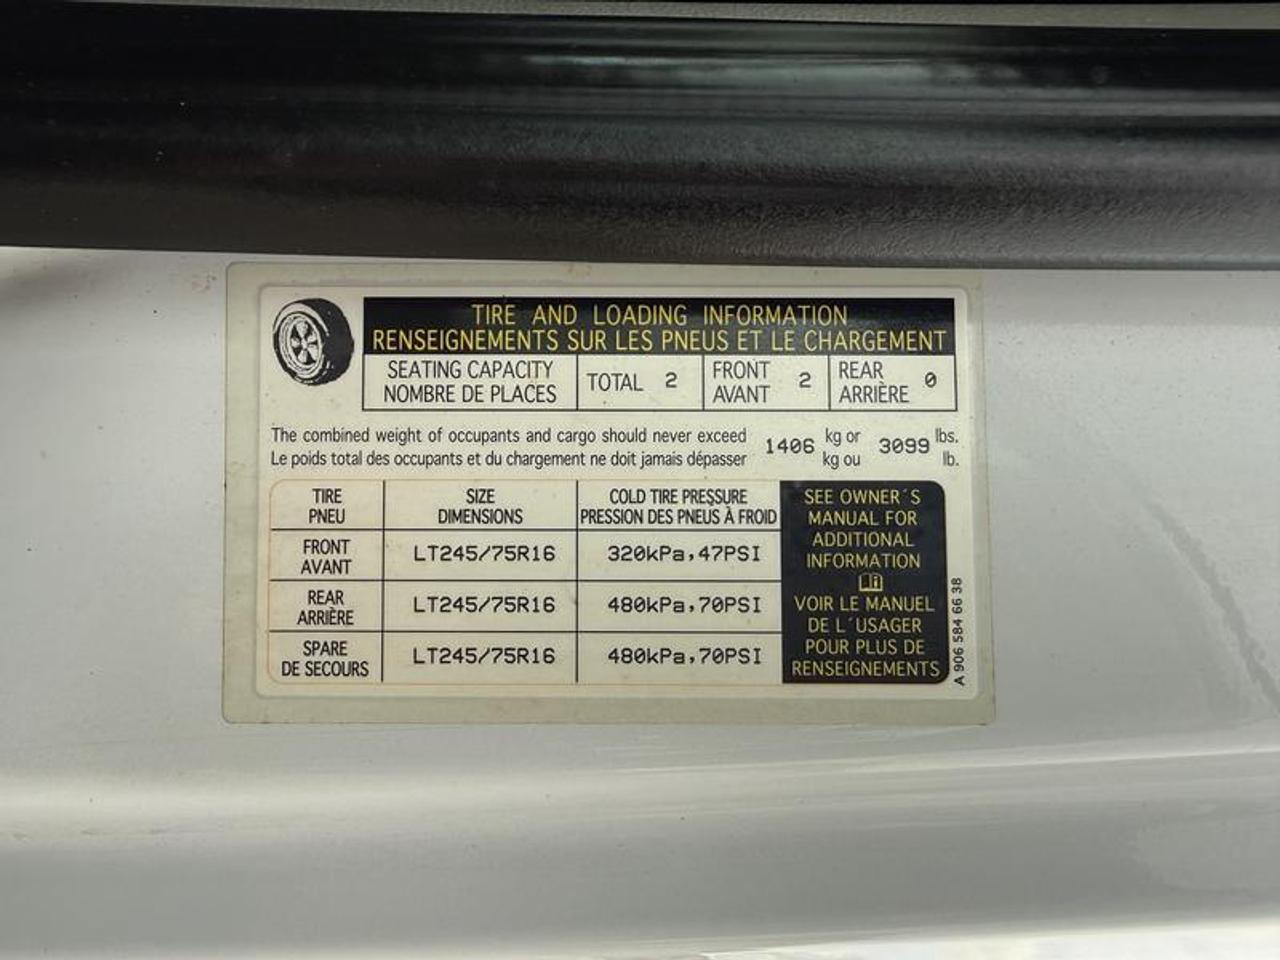 TIRE AND LOADING INFORMATION
RENSEIGNEMENTS SUR LES PNEUS ET LE CHARGEMENT
SEATING CAPACITY
NOMBRE DE PLACES
TOTAL 2
FRONT
AVANT 2
REAR
ARRIÈRE 0
The combined weight of occupants and cargo should never exceed
Le poids total des occupants et du chargement ne doit jamais dépasser
1406 kg or
kg ou
3099 lbs.
lb.
TIRE
PNEU
SIZE
DIMENSIONS
COLD TIRE PRESSURE
PRESSION DES PNEUS À FROID
FRONT
AVANT
LT245/75R16
320kPa,47PSI
REAR
ARRIÈRE
LT245/75R16
480kPa,70PSI
SPARE
DE SECOURS
LT245/75R16
480kPa,70PSI
SEE OWNER´S
MANUAL FOR
ADDITIONAL
INFORMATION
VOIR LE MANUEL
DE L´USAGER
POUR PLUS DE
RENSEIGNEMENTS
A 906 584 66 38